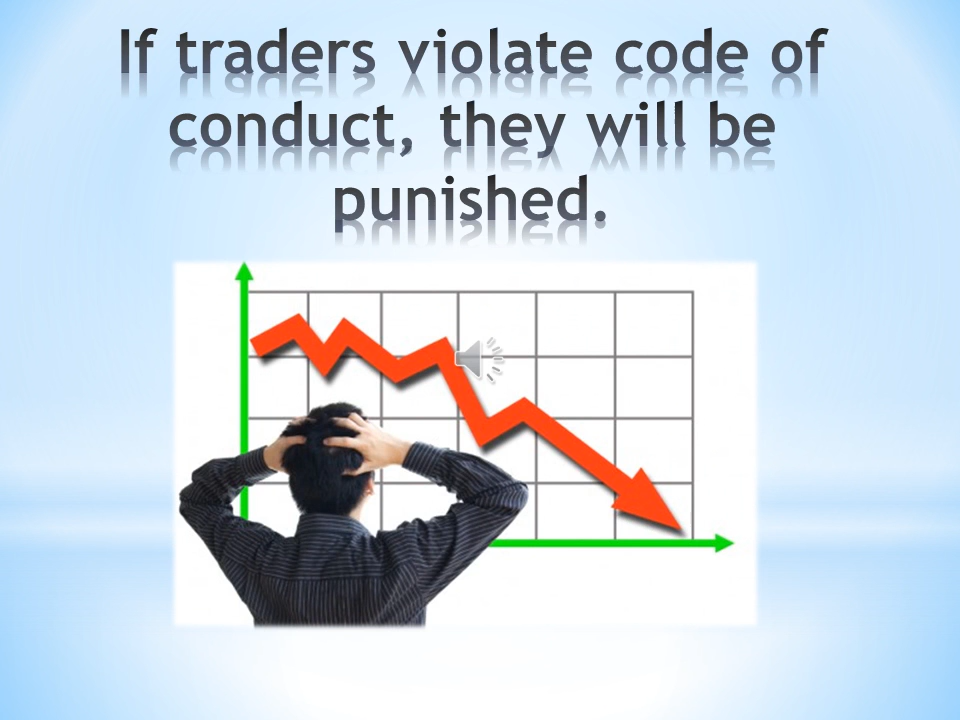 If traders violate code of
conduct, they will be
punished.